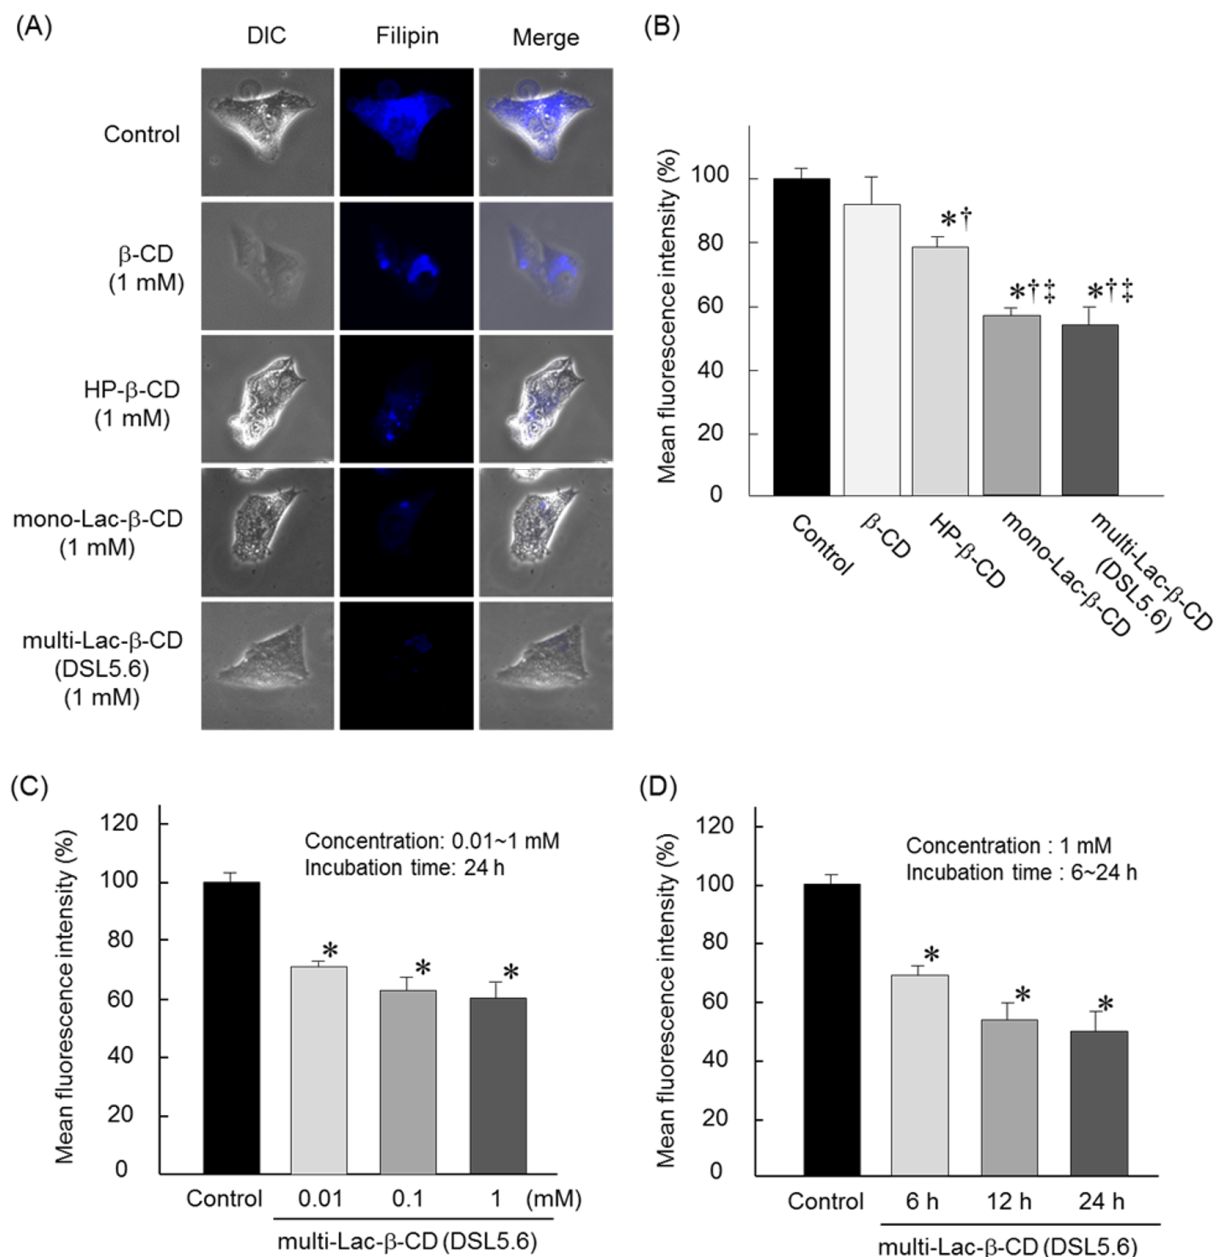 (A)
DIC Filipin Merge
Control
β-CD
(1 mM)
HP-β-CD
(1 mM)
mono-Lac-β-CD
(1 mM)
multi-Lac-β-CD
(DSL5.6)
(1 mM)
(B)
Mean fluorescence intensity (%)
100
80
60
40
20
0
*†
*†‡
*†‡
Control
β-CD
HP-β-CD
mono-Lac-β-CD
multi-Lac-β-CD
(DSL5.6)
(C)
Mean fluorescence intensity (%)
120
100
80
60
40
20
0
Concentration: 0.01~1 mM
Incubation time: 24 h
*
*
*
Control 0.01 0.1 1 (mM)
multi-Lac-β-CD (DSL5.6)
(D)
Mean fluorescence intensity (%)
120
100
80
60
40
20
0
Concentration : 1 mM
Incubation time : 6~24 h
*
*
*
Control 6 h 12 h 24 h
multi-Lac-β-CD (DSL5.6)